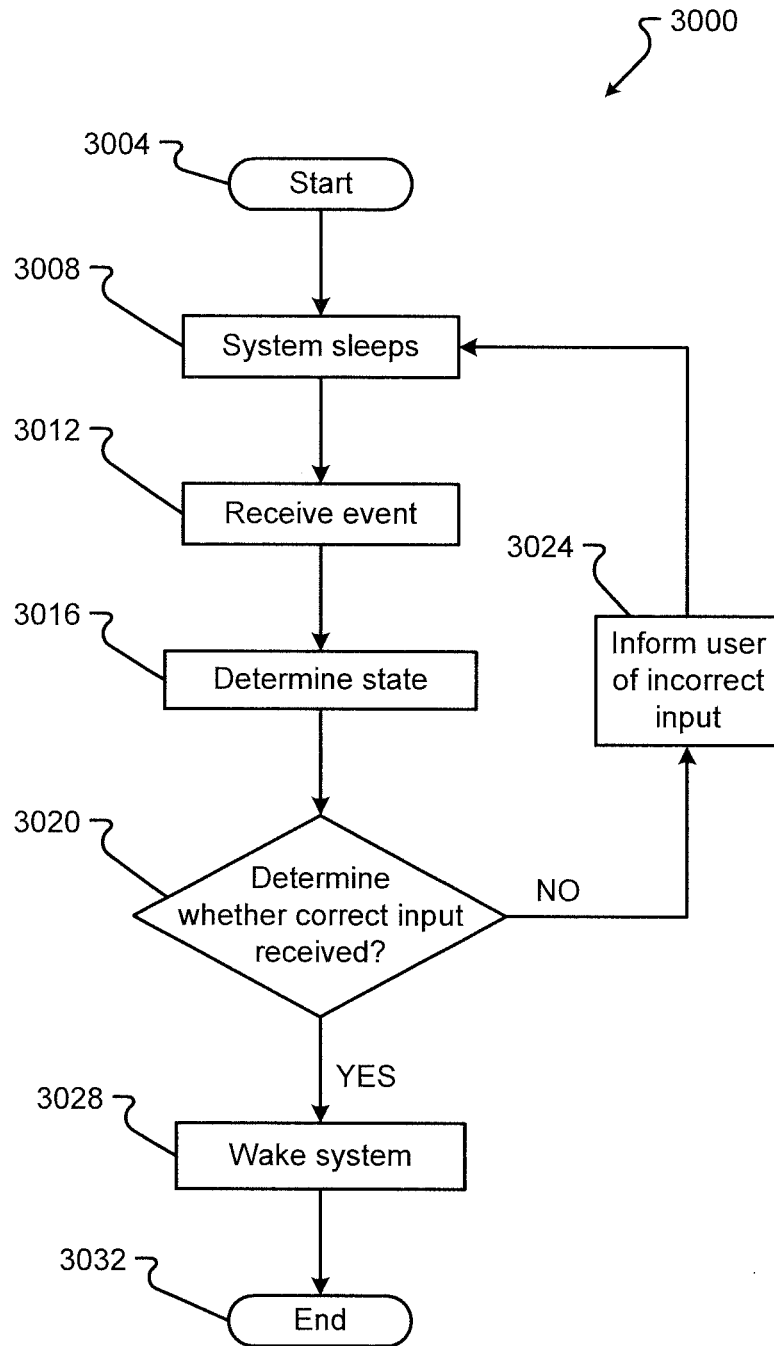 3000
3004
Start
3008
System sleeps
3012
Receive event
3024
3016
Inform user
of incorrect
input
Determine state
3020
Determine
whether correct input
received?
NO
YES
3028
Wake system
3032
End